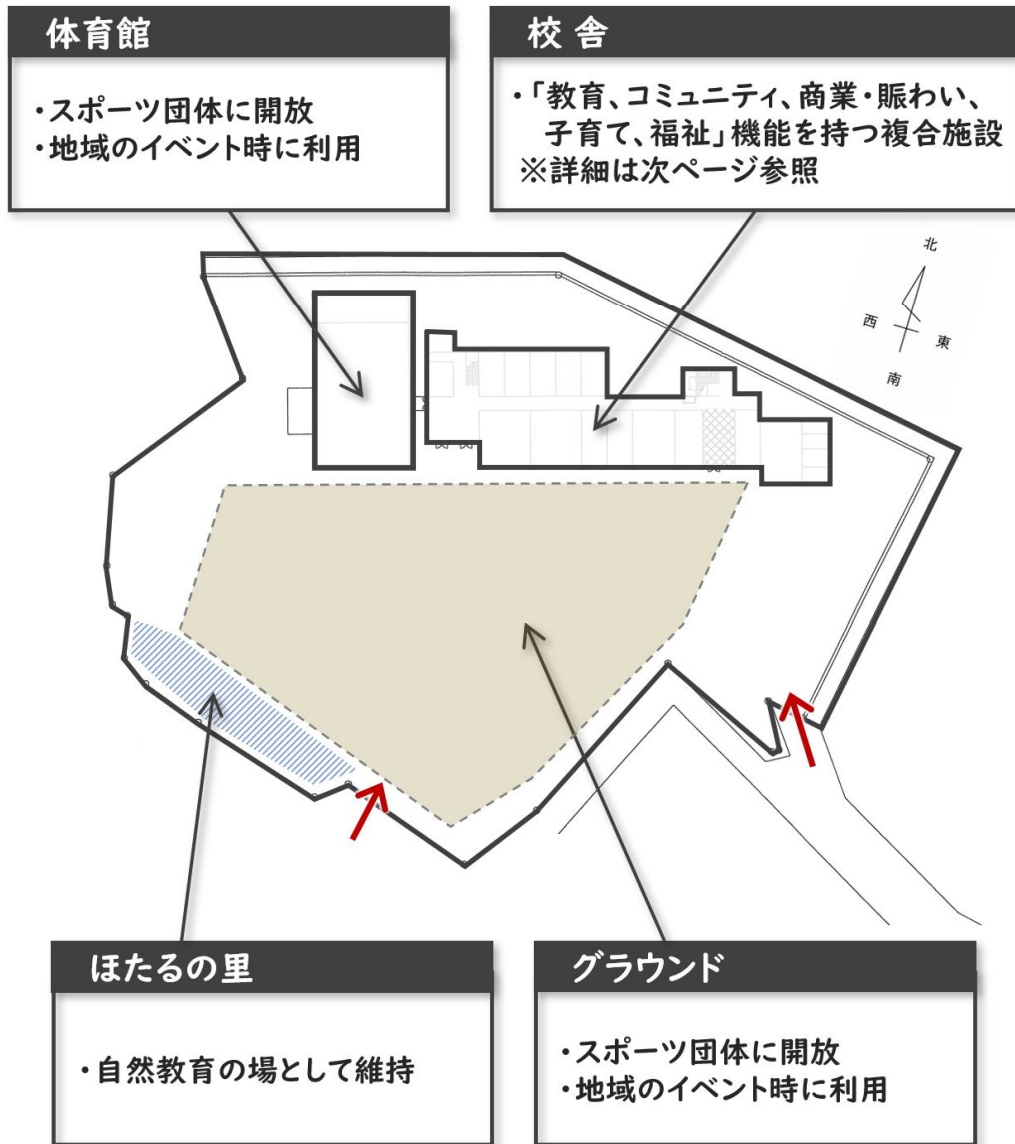 体育館
・スポーツ団体に開放
・地域のイベント時に利用
校舎
・「教育、コミュニティ、商業・賑わい、
子育て、福祉」機能を持つ複合施設
※詳細は次ページ参照
北
西
東
南
ほたるの里
・自然教育の場として維持
グラウンド
・スポーツ団体に開放
・地域のイベント時に利用